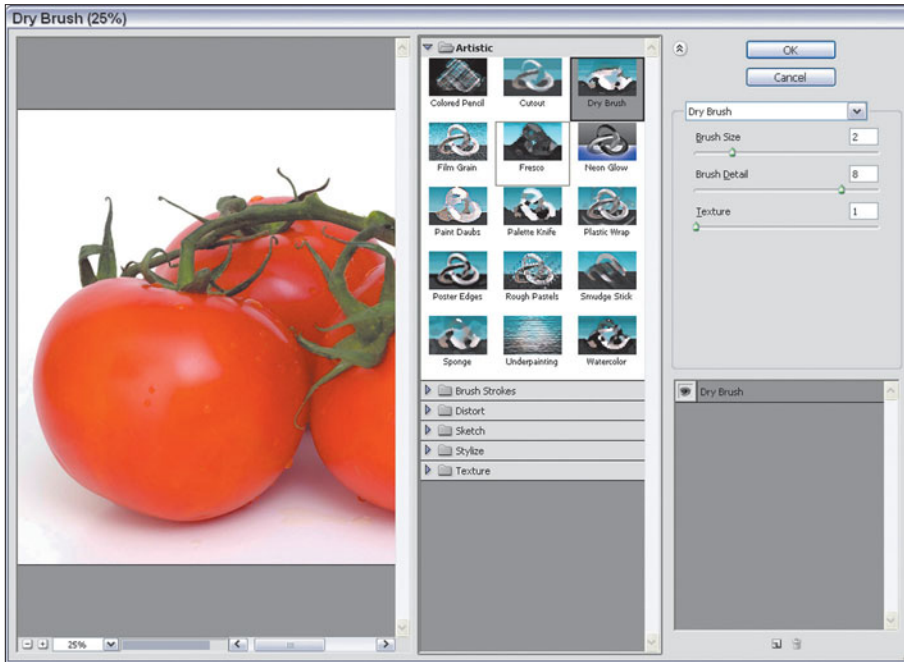 Dry Brush (25%)
Artistic
Colored Pencil
Cutout
Dry Brush
Film Grain
Fresco
Neon Glow
Paint Daubs
Palette Knife
Plastic Wrap
Poster Edges
Rough Pastels
Smudge Stick
Sponge
Underpainting
Watercolor
Brush Strokes
Distort
Sketch
Stylize
Texture
25%
OK
Cancel
Dry Brush
Brush Size 2
Brush Detail 8
Texture 1
Dry Brush